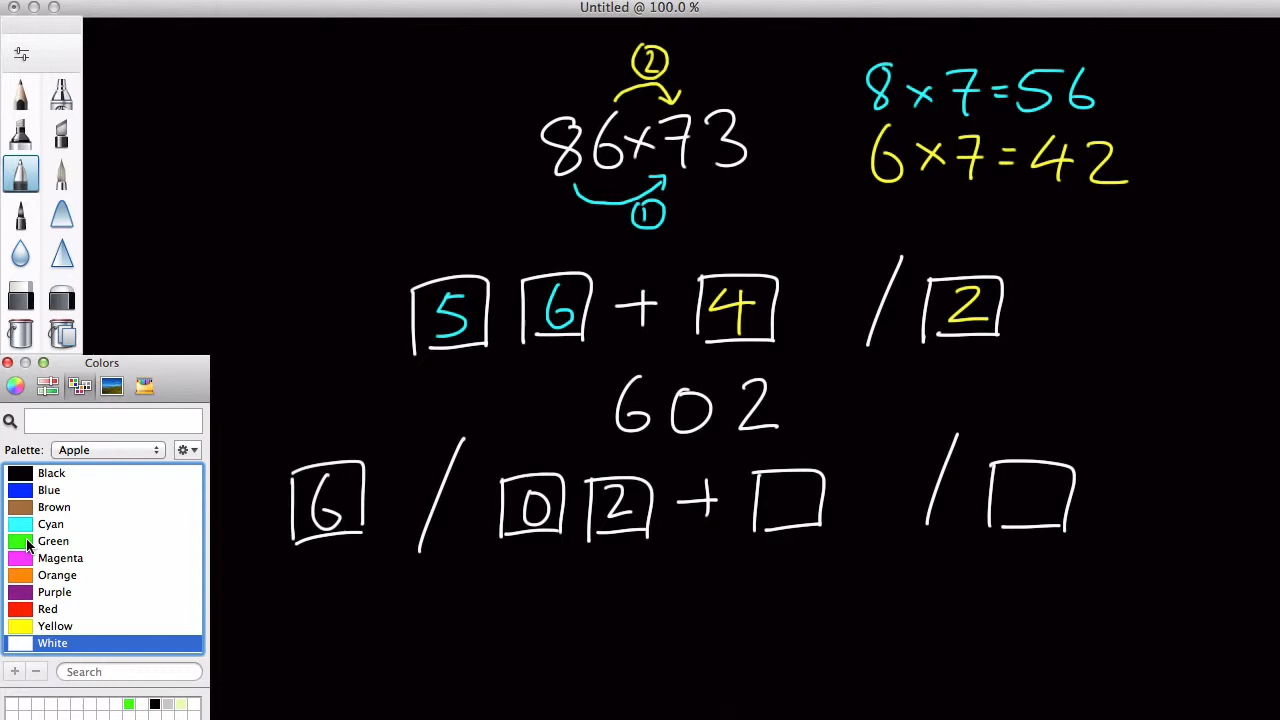 Untitled @ 100.0 %
②
86×73
①
8×7=56
6×7=42
5 6 + 4 / 2
602
6 / 0 2 + /
Colors
Palette: Apple
Black
Blue
Brown
Cyan
Green
Magenta
Orange
Purple
Red
Yellow
White
+ −
Search